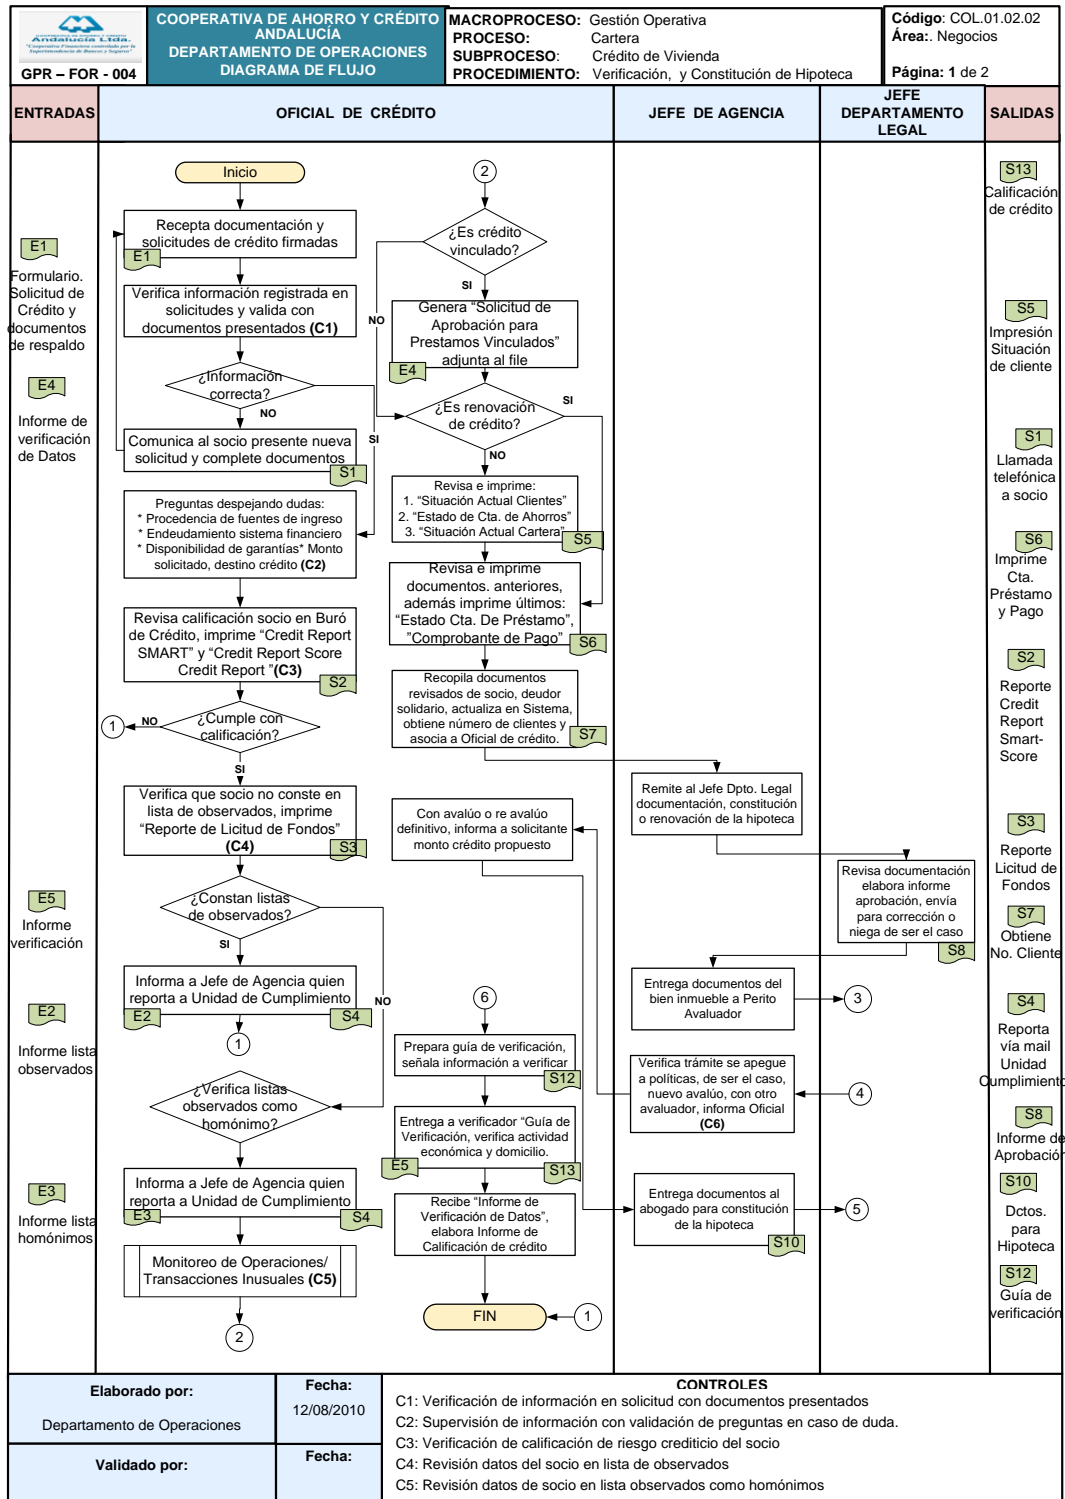 COOPERATIVA DE AHORRO Y CRÉDITO
Andalucía Ltda.
"Cooperativa Financiera controlada por la
Superintendencia de Bancos y Seguros"
GPR – FOR - 004
COOPERATIVA DE AHORRO Y CRÉDITO
ANDALUCÍA
DEPARTAMENTO DE OPERACIONES
DIAGRAMA DE FLUJO
MACROPROCESO: Gestión Operativa
PROCESO: Cartera
SUBPROCESO: Crédito de Vivienda
PROCEDIMIENTO: Verificación, y Constitución de Hipoteca
Código: COL.01.02.02
Área:. Negocios
Página: 1 de 2
ENTRADAS
OFICIAL DE CRÉDITO
JEFE DE AGENCIA
JEFE
DEPARTAMENTO
LEGAL
SALIDAS
E1
Formulario.
Solicitud de
Crédito y
documentos
de respaldo
E4
Informe de
verificación
de Datos
E5
Informe
verificación
E2
Informe lista
observados
E3
Informe lista
homónimos
Inicio
Recepta documentación y
solicitudes de crédito firmadas
E1
Verifica información registrada en
solicitudes y valida con
documentos presentados (C1)
¿Información
correcta?
NO
SI
Comunica al socio presente nueva
solicitud y complete documentos
S1
Preguntas despejando dudas:
* Procedencia de fuentes de ingreso
* Endeudamiento sistema financiero
* Disponibilidad de garantías* Monto
solicitado, destino crédito (C2)
Revisa calificación socio en Buró
de Crédito, imprime “Credit Report
SMART” y “Credit Report Score
Credit Report ”(C3)
S2
1
NO
¿Cumple con
calificación?
SI
Verifica que socio no conste en
lista de observados, imprime
“Reporte de Licitud de Fondos”
(C4)
S3
¿Constan listas
de observados?
SI
NO
Informa a Jefe de Agencia quien
reporta a Unidad de Cumplimiento
E2
S4
1
¿Verifica listas
observados como
homónimo?
Informa a Jefe de Agencia quien
reporta a Unidad de Cumplimiento
E3
S4
Monitoreo de Operaciones/
Transacciones Inusuales (C5)
2
2
¿Es crédito
vinculado?
SI
NO
Genera “Solicitud de
Aprobación para
Prestamos Vinculados”
adjunta al file
E4
¿Es renovación
de crédito?
SI
NO
Revisa e imprime:
1. “Situación Actual Clientes”
2. “Estado de Cta. de Ahorros”
3. “Situación Actual Cartera”
S5
Revisa e imprime
documentos. anteriores,
además imprime últimos:
“Estado Cta. De Préstamo”,
”Comprobante de Pago”
S6
Recopila documentos
revisados de socio, deudor
solidario, actualiza en Sistema,
obtiene número de clientes y
asocia a Oficial de crédito.
S7
Con avalúo o re avalúo
definitivo, informa a solicitante
monto crédito propuesto
6
Prepara guía de verificación,
señala información a verificar
S12
Entrega a verificador “Guía de
Verificación, verifica actividad
económica y domicilio.
E5
S13
Recibe “Informe de
Verificación de Datos”,
elabora Informe de
Calificación de crédito
FIN
1
Remite al Jefe Dpto. Legal
documentación, constitución
o renovación de la hipoteca
Revisa documentación
elabora informe
aprobación, envía
para corrección o
niega de ser el caso
S8
Entrega documentos del
bien inmueble a Perito
Avaluador
3
Verifica trámite se apegue
a políticas, de ser el caso,
nuevo avalúo, con otro
avaluador, informa Oficial
(C6)
4
Entrega documentos al
abogado para constitución
de la hipoteca
S10
5
S13
Calificación
de crédito
S5
Impresión
Situación
de cliente
S1
Llamada
telefónica
a socio
S6
Imprime
Cta.
Préstamo
y Pago
S2
Reporte
Credit
Report
Smart-
Score
S3
Reporte
Licitud de
Fondos
S7
Obtiene
No. Cliente
S4
Reporta
vía mail
Unidad
Cumplimiento
S8
Informe de
Aprobación
S10
Dctos.
para
Hipoteca
S12
Guía de
verificación
Elaborado por:
Departamento de Operaciones
Fecha:
12/08/2010
Validado por:
Fecha:
CONTROLES
C1: Verificación de información en solicitud con documentos presentados
C2: Supervisión de información con validación de preguntas en caso de duda.
C3: Verificación de calificación de riesgo crediticio del socio
C4: Revisión datos del socio en lista de observados
C5: Revisión datos de socio en lista observados como homónimos